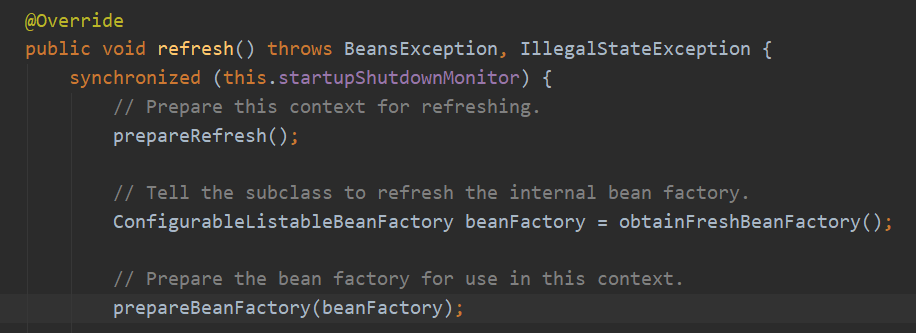 @Override
public void refresh() throws BeansException, IllegalStateException {
synchronized (this.startupShutdownMonitor) {
// Prepare this context for refreshing.
prepareRefresh();
// Tell the subclass to refresh the internal bean factory.
ConfigurableListableBeanFactory beanFactory = obtainFreshBeanFactory();
// Prepare the bean factory for use in this context.
prepareBeanFactory(beanFactory);